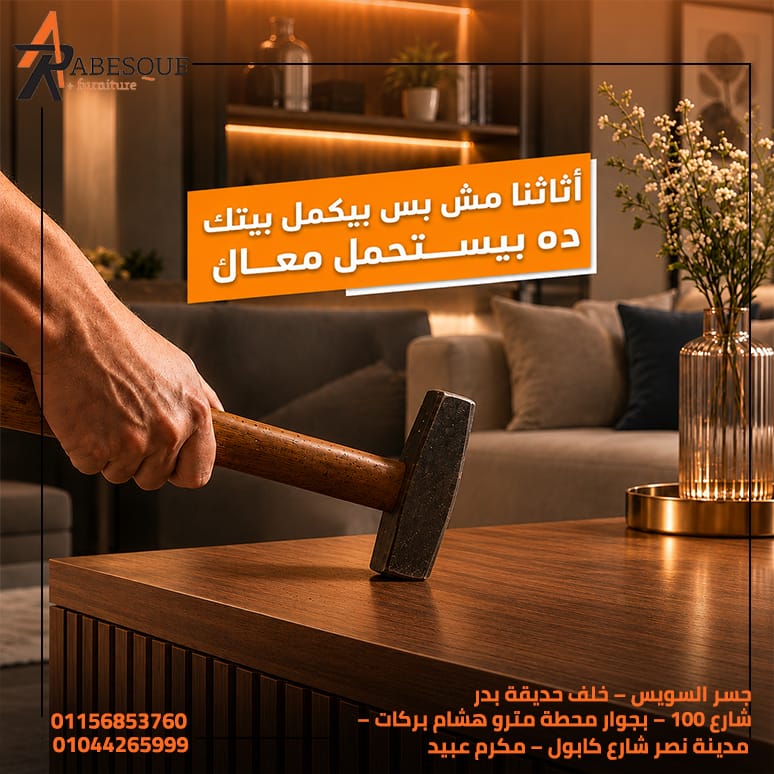 ARABESQUE
+ furniture
أثاثنا مش بس بيكمل بيتك
ده بيستحمل معاك
جسر السويس – خلف حديقة بدر
شارع 100 – بجوار محطة مترو هشام بركات –
مدينة نصر شارع كابول – مكرم عبيد
01156853760
01044265999